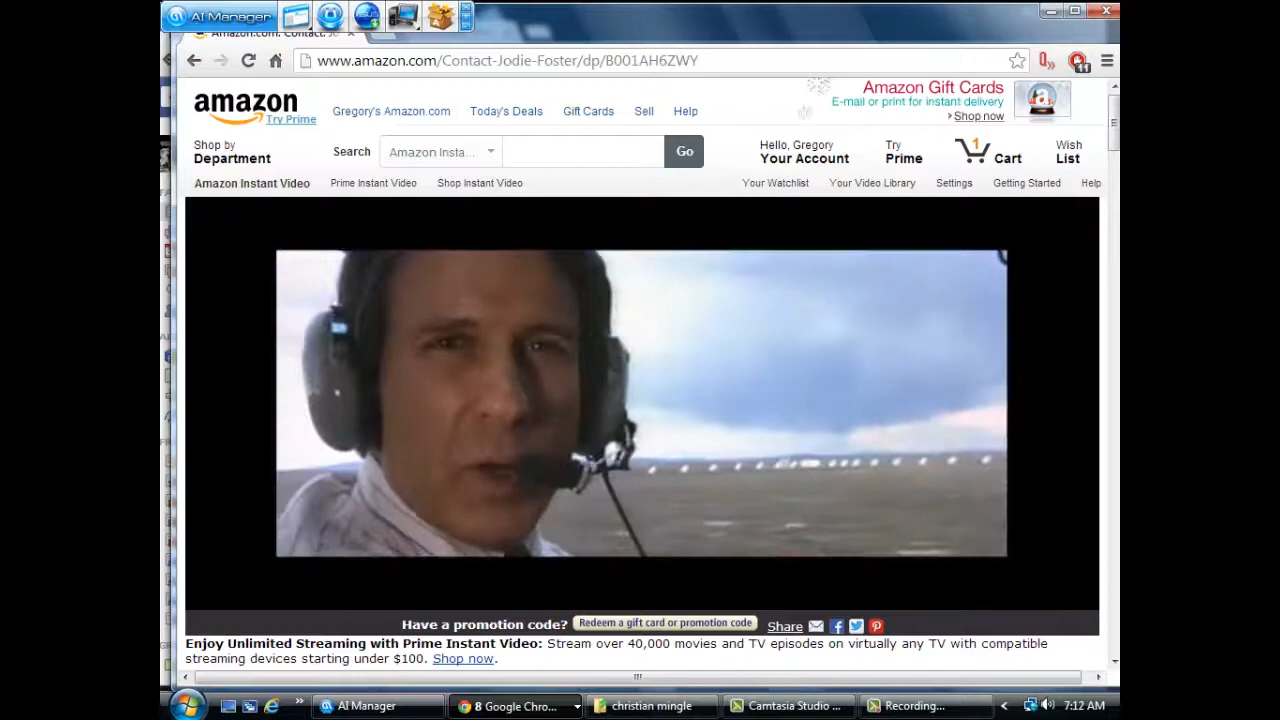 AI Manager
Amazon.com: Contact: Jo
www.amazon.com/Contact-Jodie-Foster/dp/B001AH6ZWY
11
amazon
Try Prime
Gregory's Amazon.com Today's Deals Gift Cards Sell Help
Amazon Gift Cards
E-mail or print for instant delivery
Shop now
a
Shop by
Department
Search Amazon Insta... Go
Hello, Gregory
Your Account
Try
Prime
1
Cart
Wish
List
Amazon Instant Video Prime Instant Video Shop Instant Video Your Watchlist Your Video Library Settings Getting Started Help
Have a promotion code? Redeem a gift card or promotion code Share
Enjoy Unlimited Streaming with Prime Instant Video: Stream over 40,000 movies and TV episodes on virtually any TV with compatible
streaming devices starting under $100. Shop now.
AI Manager 8 Google Chro... christian mingle Camtasia Studio ... Recording... 7:12 AM